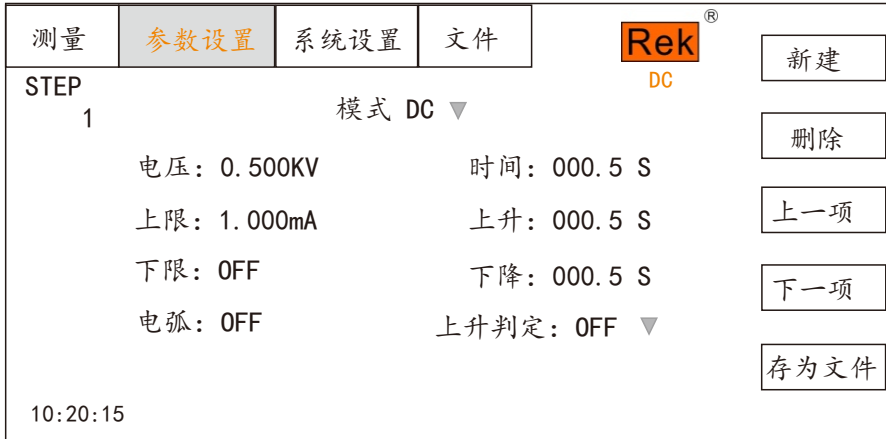 测量 参数设置 系统设置 文件 Rek ®
DC
新建
STEP
1
模式 DC ▼
删除
电压：0.500KV 时间：000.5 S
上限：1.000mA 上升：000.5 S
上一项
下限：OFF 下降：000.5 S
下一项
电弧：OFF 上升判定：OFF ▼
存为文件
10:20:15